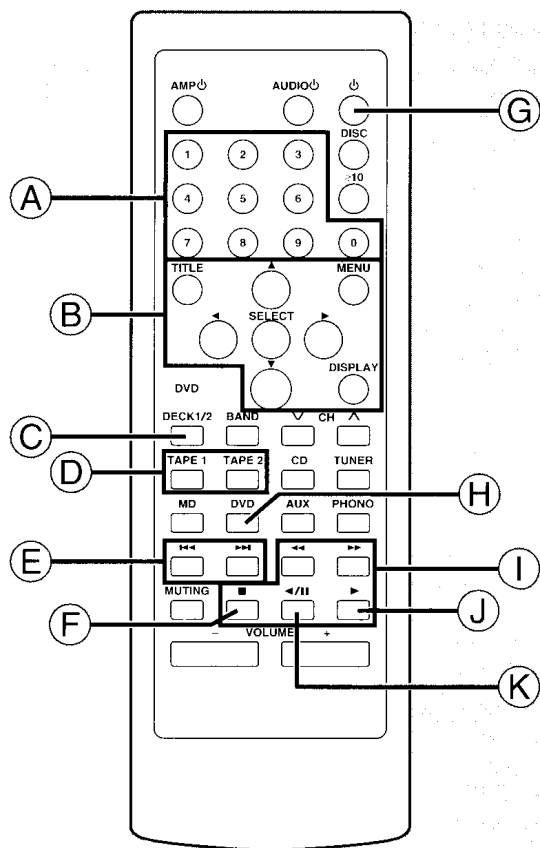 AMP⏻ AUDIO⏻ ⏻
G
DISC
1 2 3
≥10
A
4 5 6
7 8 9 0
TITLE ▲ MENU
B
◀ SELECT ▶
▼
DISPLAY
DVD
DECK1/2 BAND ∨ CH ∧
C
TAPE 1 TAPE 2 CD TUNER
D
H
MD DVD AUX PHONO
E
⏮ ⏭ ◀◀ ▶▶
I
MUTING ■ ◀/❚❚ ▶
F
J
− VOLUME +
K